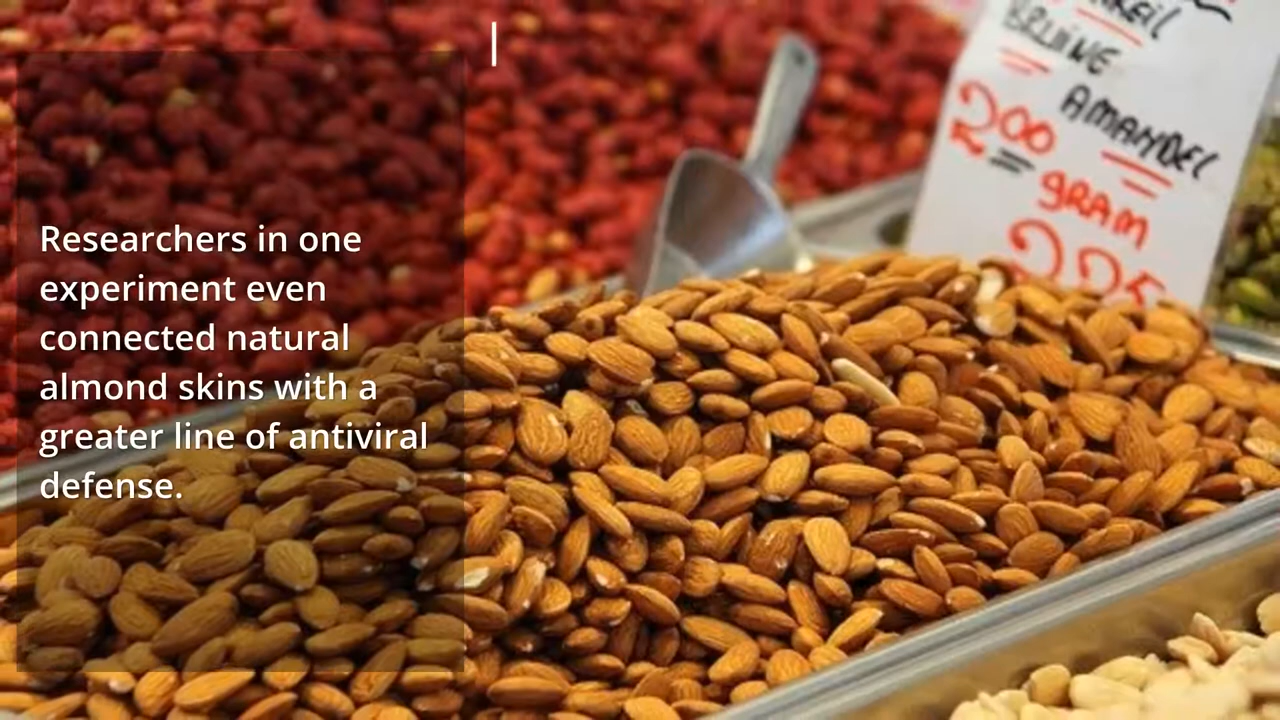 Researchers in one
experiment even
connected natural
almond skins with a
greater line of antiviral
defense.
BRUINE
AMANDEL
200
gRAM
225